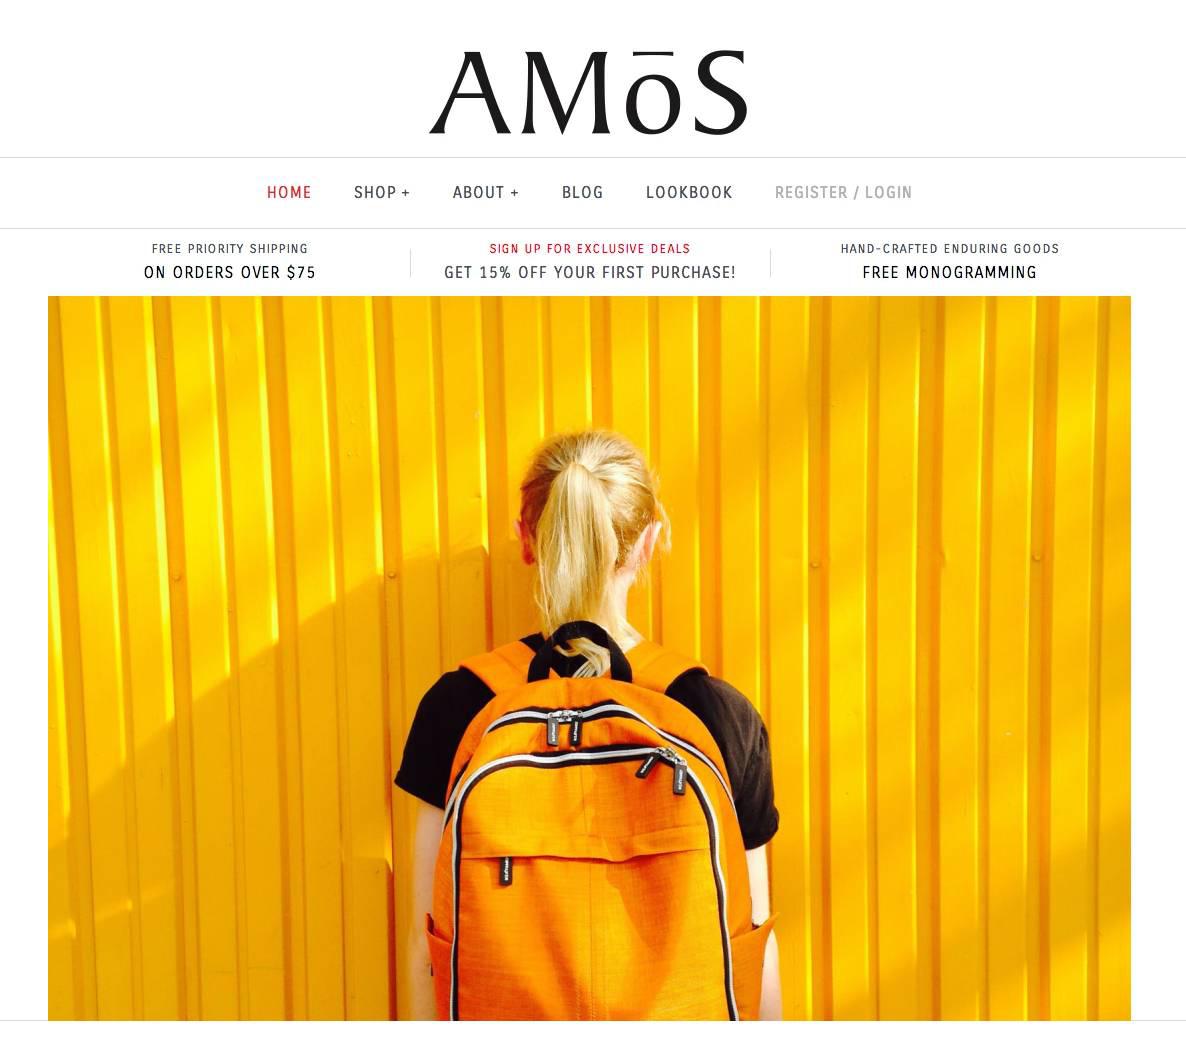 AMōS
HOME SHOP + ABOUT + BLOG LOOKBOOK REGISTER / LOGIN
FREE PRIORITY SHIPPING
ON ORDERS OVER $75
SIGN UP FOR EXCLUSIVE DEALS
GET 15% OFF YOUR FIRST PURCHASE!
HAND-CRAFTED ENDURING GOODS
FREE MONOGRAMMING